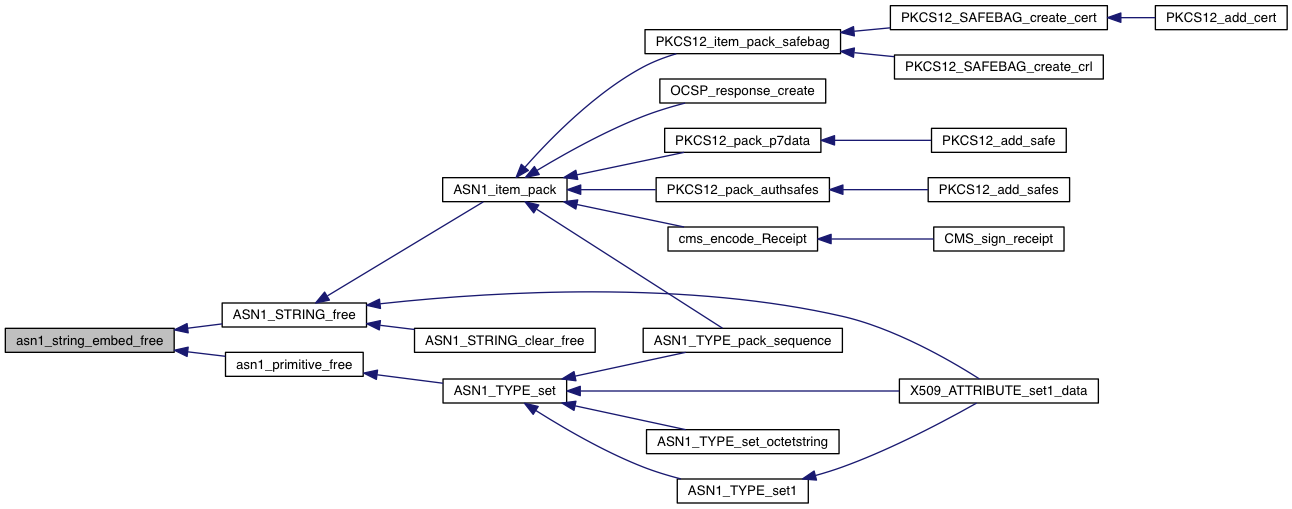 PKCS12_SAFEBAG_create_cert
PKCS12_add_cert
PKCS12_item_pack_safebag
PKCS12_SAFEBAG_create_crl
OCSP_response_create
PKCS12_pack_p7data
PKCS12_add_safe
ASN1_item_pack
PKCS12_pack_authsafes
PKCS12_add_safes
cms_encode_Receipt
CMS_sign_receipt
ASN1_STRING_free
asn1_string_embed_free
ASN1_STRING_clear_free
ASN1_TYPE_pack_sequence
asn1_primitive_free
ASN1_TYPE_set
X509_ATTRIBUTE_set1_data
ASN1_TYPE_set_octetstring
ASN1_TYPE_set1